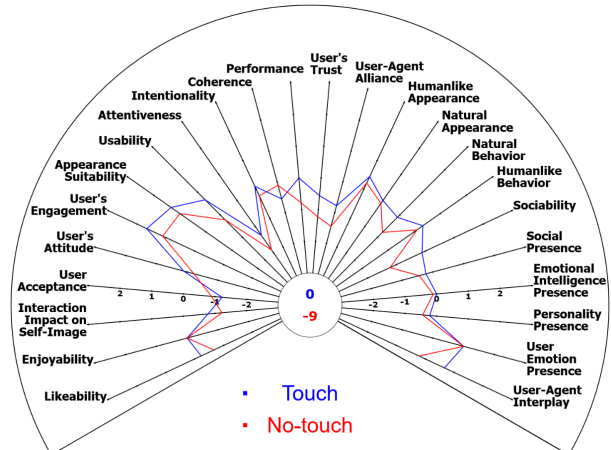 User's
Trust
Performance
User-Agent
Alliance
Coherence
Humanlike
Appearance
Intentionality
Attentiveness
Natural
Appearance
Usability
Natural
Behavior
Appearance
Suitability
Humanlike
Behavior
User's
Engagement
Sociability
User's
Attitude
Social
Presence
User
Acceptance
Emotional
Intelligence
Presence
2 1 0 -1 -2 0 -2 -1 0 1 2
Interaction
Impact on
Self-Image
-9
Personality
Presence
Enjoyability
User
Emotion
Presence
Likeability
User-Agent
Interplay
Touch
No-touch